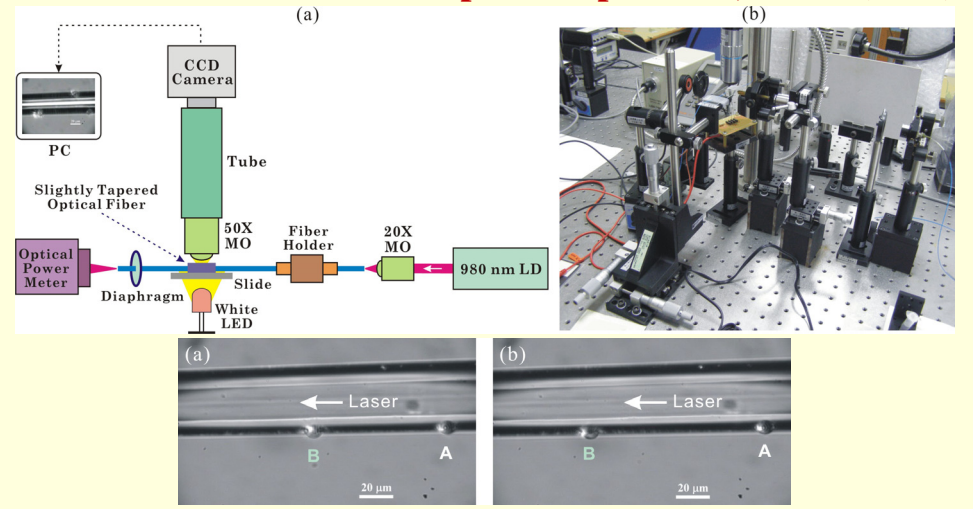 (a)
(b)
CCD
Camera
PC
Tube
Slightly Tapered
Optical Fiber
50X
MO
Fiber
Holder
20X
MO
Optical
Power
Meter
980 nm LD
Diaphragm
Slide
White
LED
(a)
Laser
B
A
20 μm
(b)
Laser
B
A
20 μm